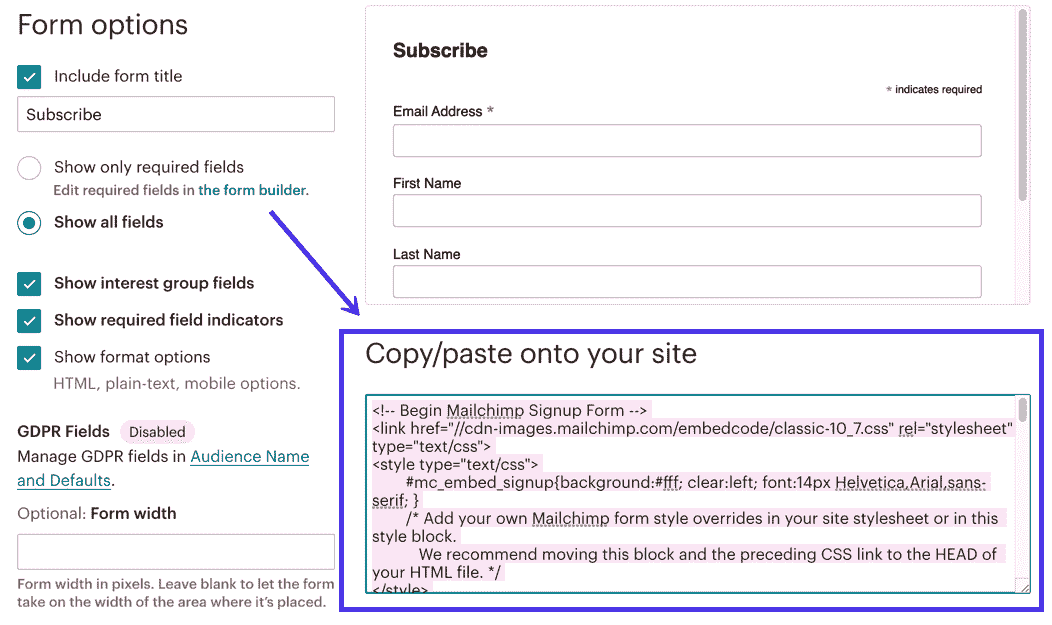 Form options
Include form title
Subscribe
Show only required fields
Edit required fields in the form builder.
Show all fields
Show interest group fields
Show required field indicators
Show format options
HTML, plain-text, mobile options.
GDPR Fields Disabled
Manage GDPR fields in Audience Name
and Defaults.
Optional: Form width
Form width in pixels. Leave blank to let the form
take on the width of the area where it's placed.
Subscribe
* indicates required
Email Address *
First Name
Last Name
Copy/paste onto your site
<!-- Begin Mailchimp Signup Form -->
<link href="//cdn-images.mailchimp.com/embedcode/classic-10_7.css" rel="stylesheet"
type="text/css">
<style type="text/css">
#mc_embed_signup{background:#fff; clear:left; font:14px Helvetica,Arial,sans-
serif; }
/* Add your own Mailchimp form style overrides in your site stylesheet or in this
style block.
We recommend moving this block and the preceding CSS link to the HEAD of
your HTML file. */
</style>